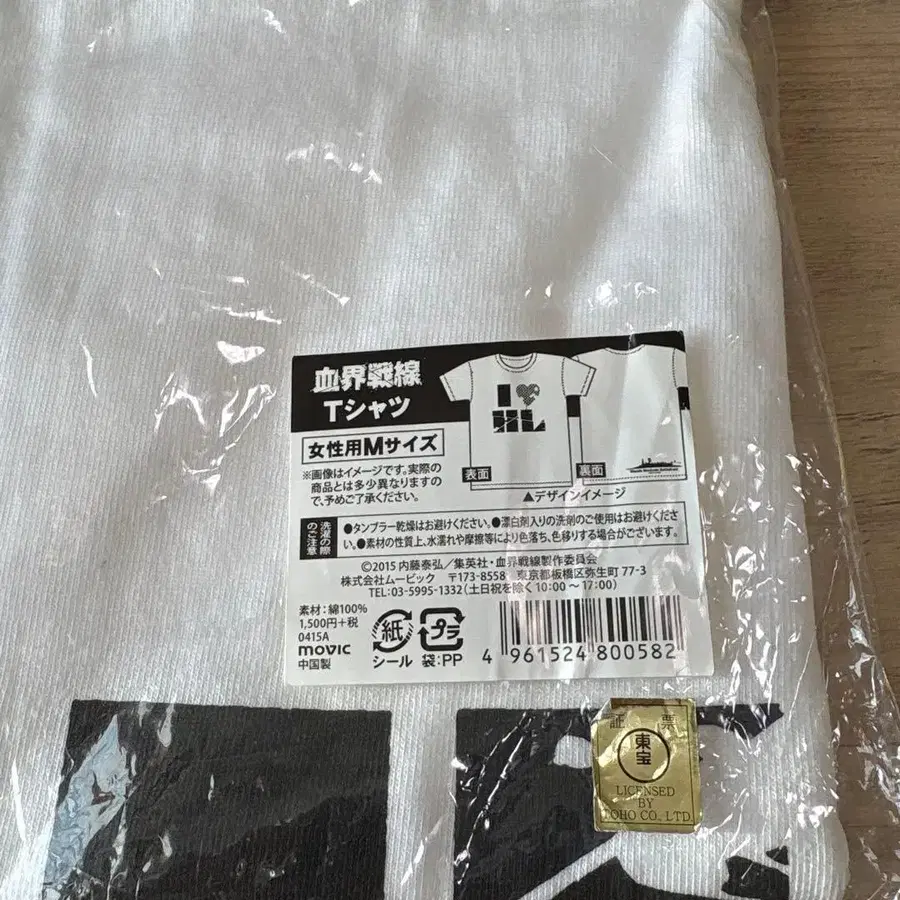 血界戦線
Tシャツ
女性用Mサイズ
※画像はイメージです。実際の
商品とは多少異なりますの
で、予めご了承ください。
I
HL
表面
裏面
▲デザインイメージ
洗濯の際
のご注意
●タンブラー乾燥はお避けください。●漂白剤入りの洗剤のご使用はお避けくださ
い。●素材の性質上、水濡れや摩擦等により色落ち、色移りする場合がございます。
©2015 内藤泰弘/集英社・血界戦線製作委員会
株式会社ムービック 〒173-8558 東京都板橋区弥生町 77-3
TEL:03-5995-1332(土日祝を除く 10:00 〜 17:00)
素材:綿100%
1,500円+税
0415A
movic
中国製
紙
シール
プラ
袋:PP
4 961524 800582
証 票
東宝
LICENSED
BY
TOHO CO., LTD.